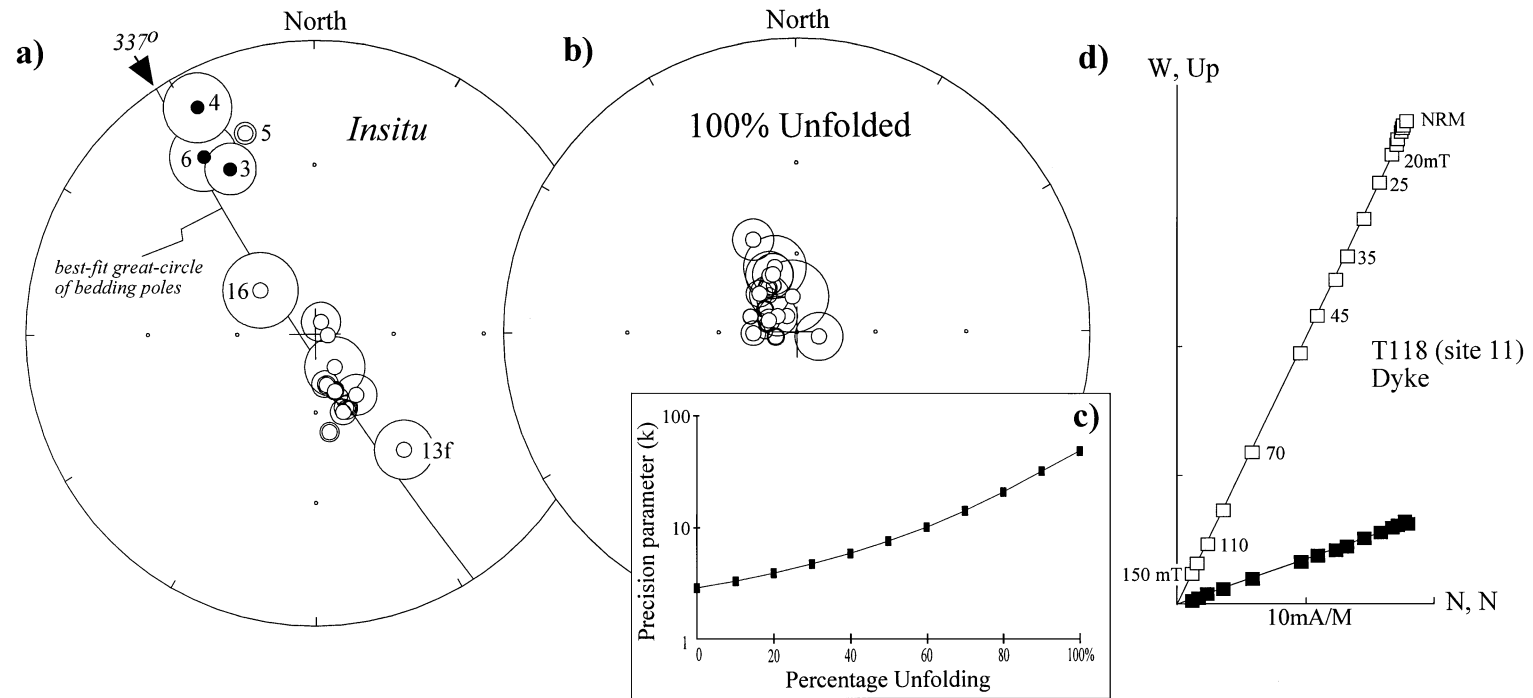 a)
North
337°
4
5
Insitu
6
3
best-fit great-circle
of bedding poles
16
13f
b)
North
100% Unfolded
c)
Precision parameter (k)
100
10
1
0
20
40
60
80
100%
Percentage Unfolding
d)
W, Up
NRM
20mT
25
35
45
T118 (site 11)
Dyke
70
110
150 mT
N, N
10mA/M